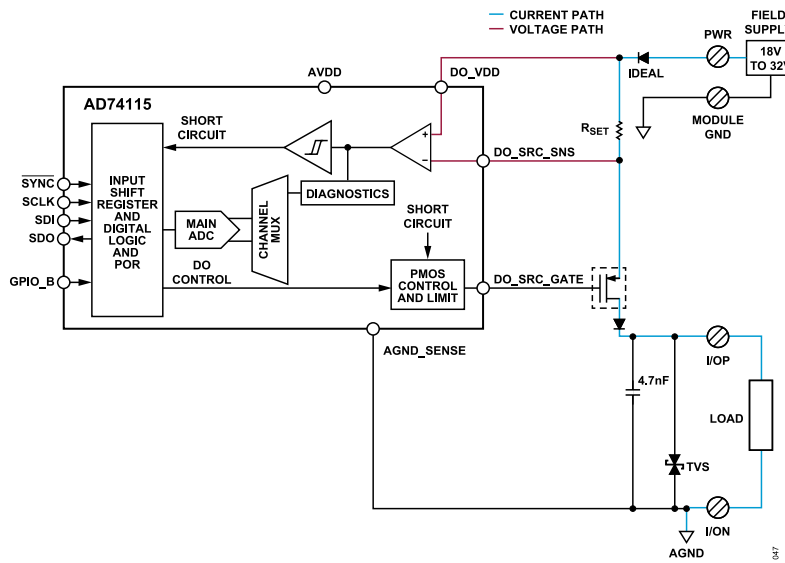 CURRENT PATH
VOLTAGE PATH
FIELD
SUPPLY
PWR
18V
TO 32V
IDEAL
MODULE
GND
AVDD
DO_VDD
AD74115
SHORT
CIRCUIT
RSET
DO_SRC_SNS
+
−
SYNC
SCLK
SDI
SDO
GPIO_B
INPUT
SHIFT
REGISTER
AND
DIGITAL
LOGIC
AND
POR
DIAGNOSTICS
MAIN
ADC
CHANNEL
MUX
SHORT
CIRCUIT
DO
CONTROL
PMOS
CONTROL
AND LIMIT
DO_SRC_GATE
AGND_SENSE
I/OP
4.7nF
LOAD
TVS
I/ON
AGND
047